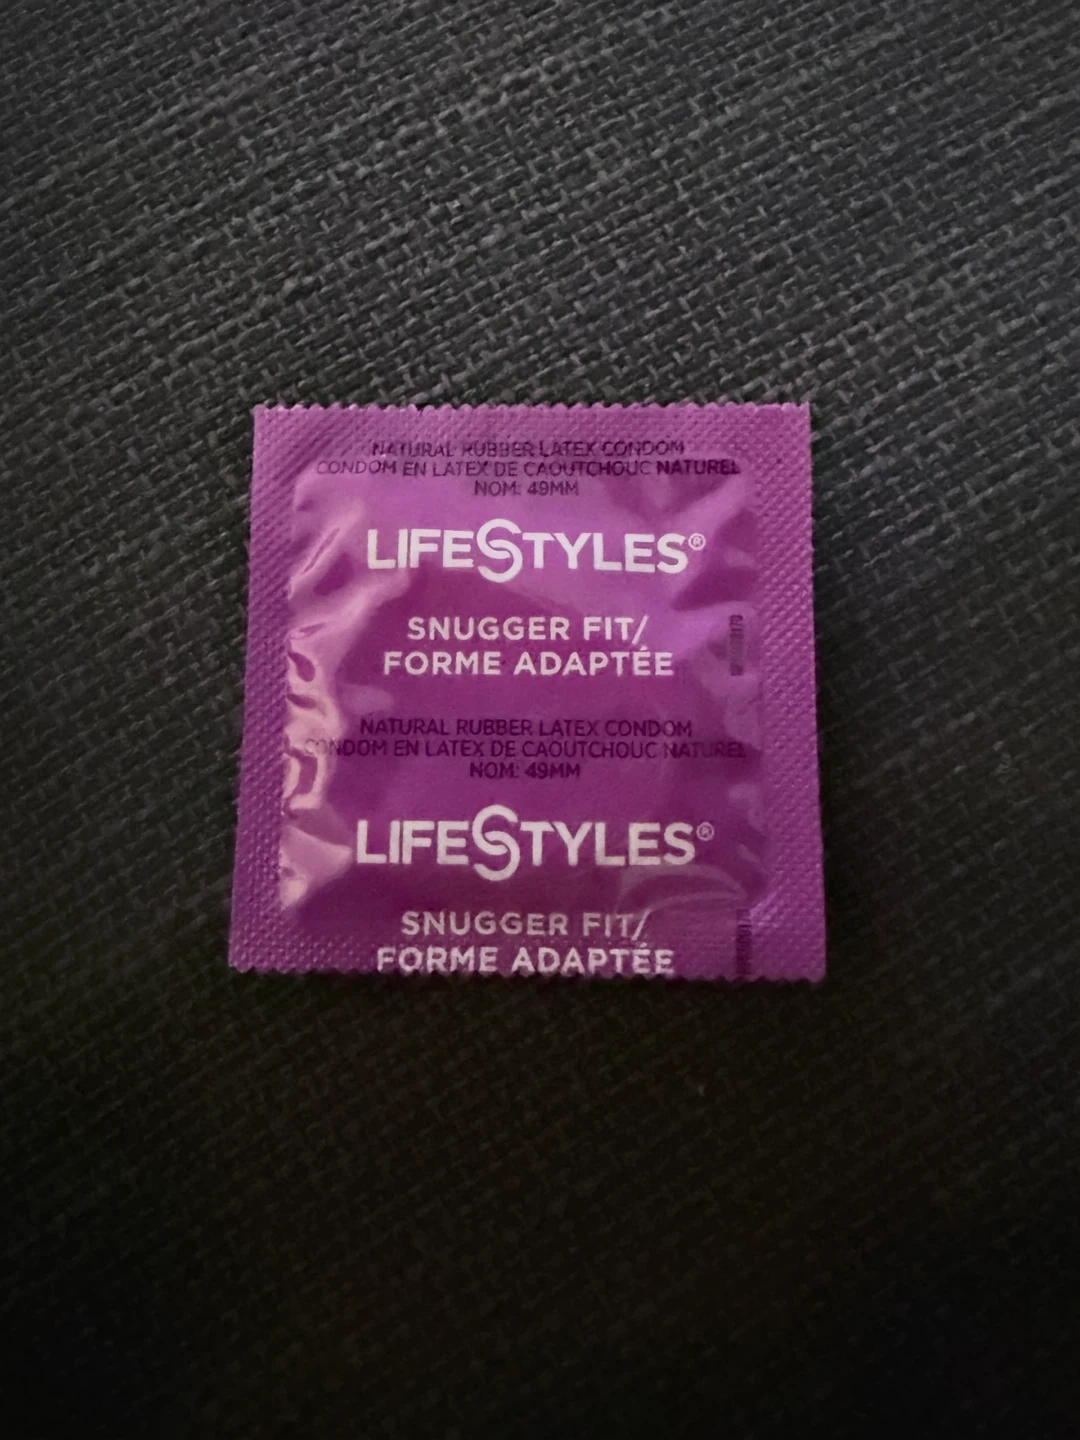 NATURAL RUBBER LATEX CONDOM
CONDOM EN LATEX DE CAOUTCHOUC NATUREL
NOM: 49MM
LIFESTYLES®
SNUGGER FIT/
FORME ADAPTÉE
NATURAL RUBBER LATEX CONDOM
CONDOM EN LATEX DE CAOUTCHOUC NATUREL
NOM: 49MM
LIFESTYLES®
SNUGGER FIT/
FORME ADAPTÉE